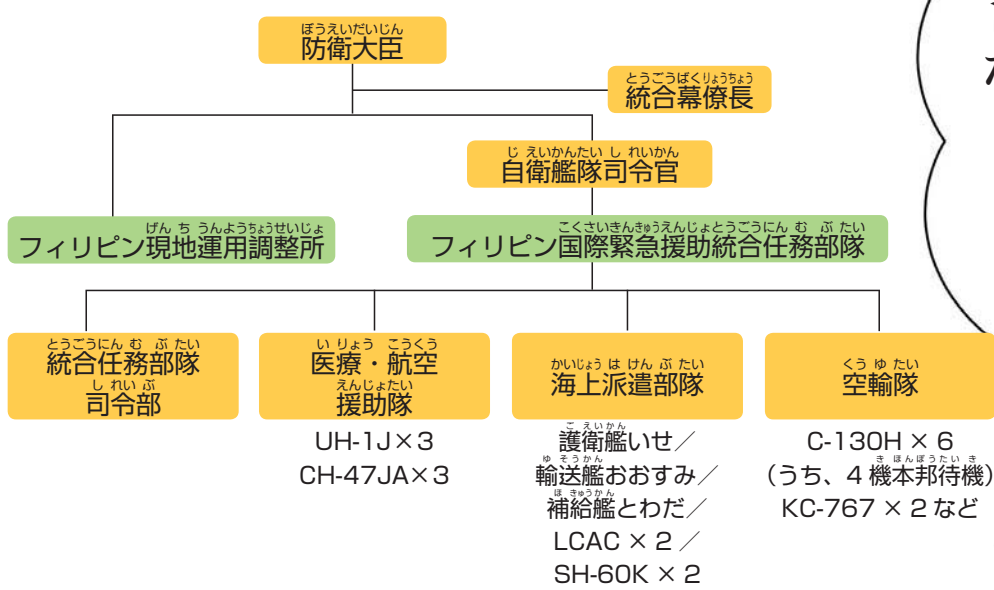 ぼうえいだいじん
防衛大臣
とうごうばくりょうちょう
統合幕僚長
じえいかんたいしれいかん
自衛艦隊司令官
げんちうんようちょうせいじょ
フィリピン現地運用調整所
こくさいきんきゅうえんじょとうごうにんむぶたい
フィリピン国際緊急援助統合任務部隊
とうごうにんむぶたい
統合任務部隊
しれいぶ
司令部
いりょう こうくう
医療・航空
えんじょたい
援助隊
UH-1J×3
CH-47JA×3
かいじょうはけんぶたい
海上派遣部隊
ごえいかん
護衛艦いせ／
ゆそうかん
輸送艦おおすみ／
ほきゅうかん
補給艦とわだ／
LCAC × 2 ／
SH-60K × 2
くうゆたい
空輸隊
C-130H × 6
きほんぽうたいき
（うち、4 機本邦待機）
KC-767 × 2 など